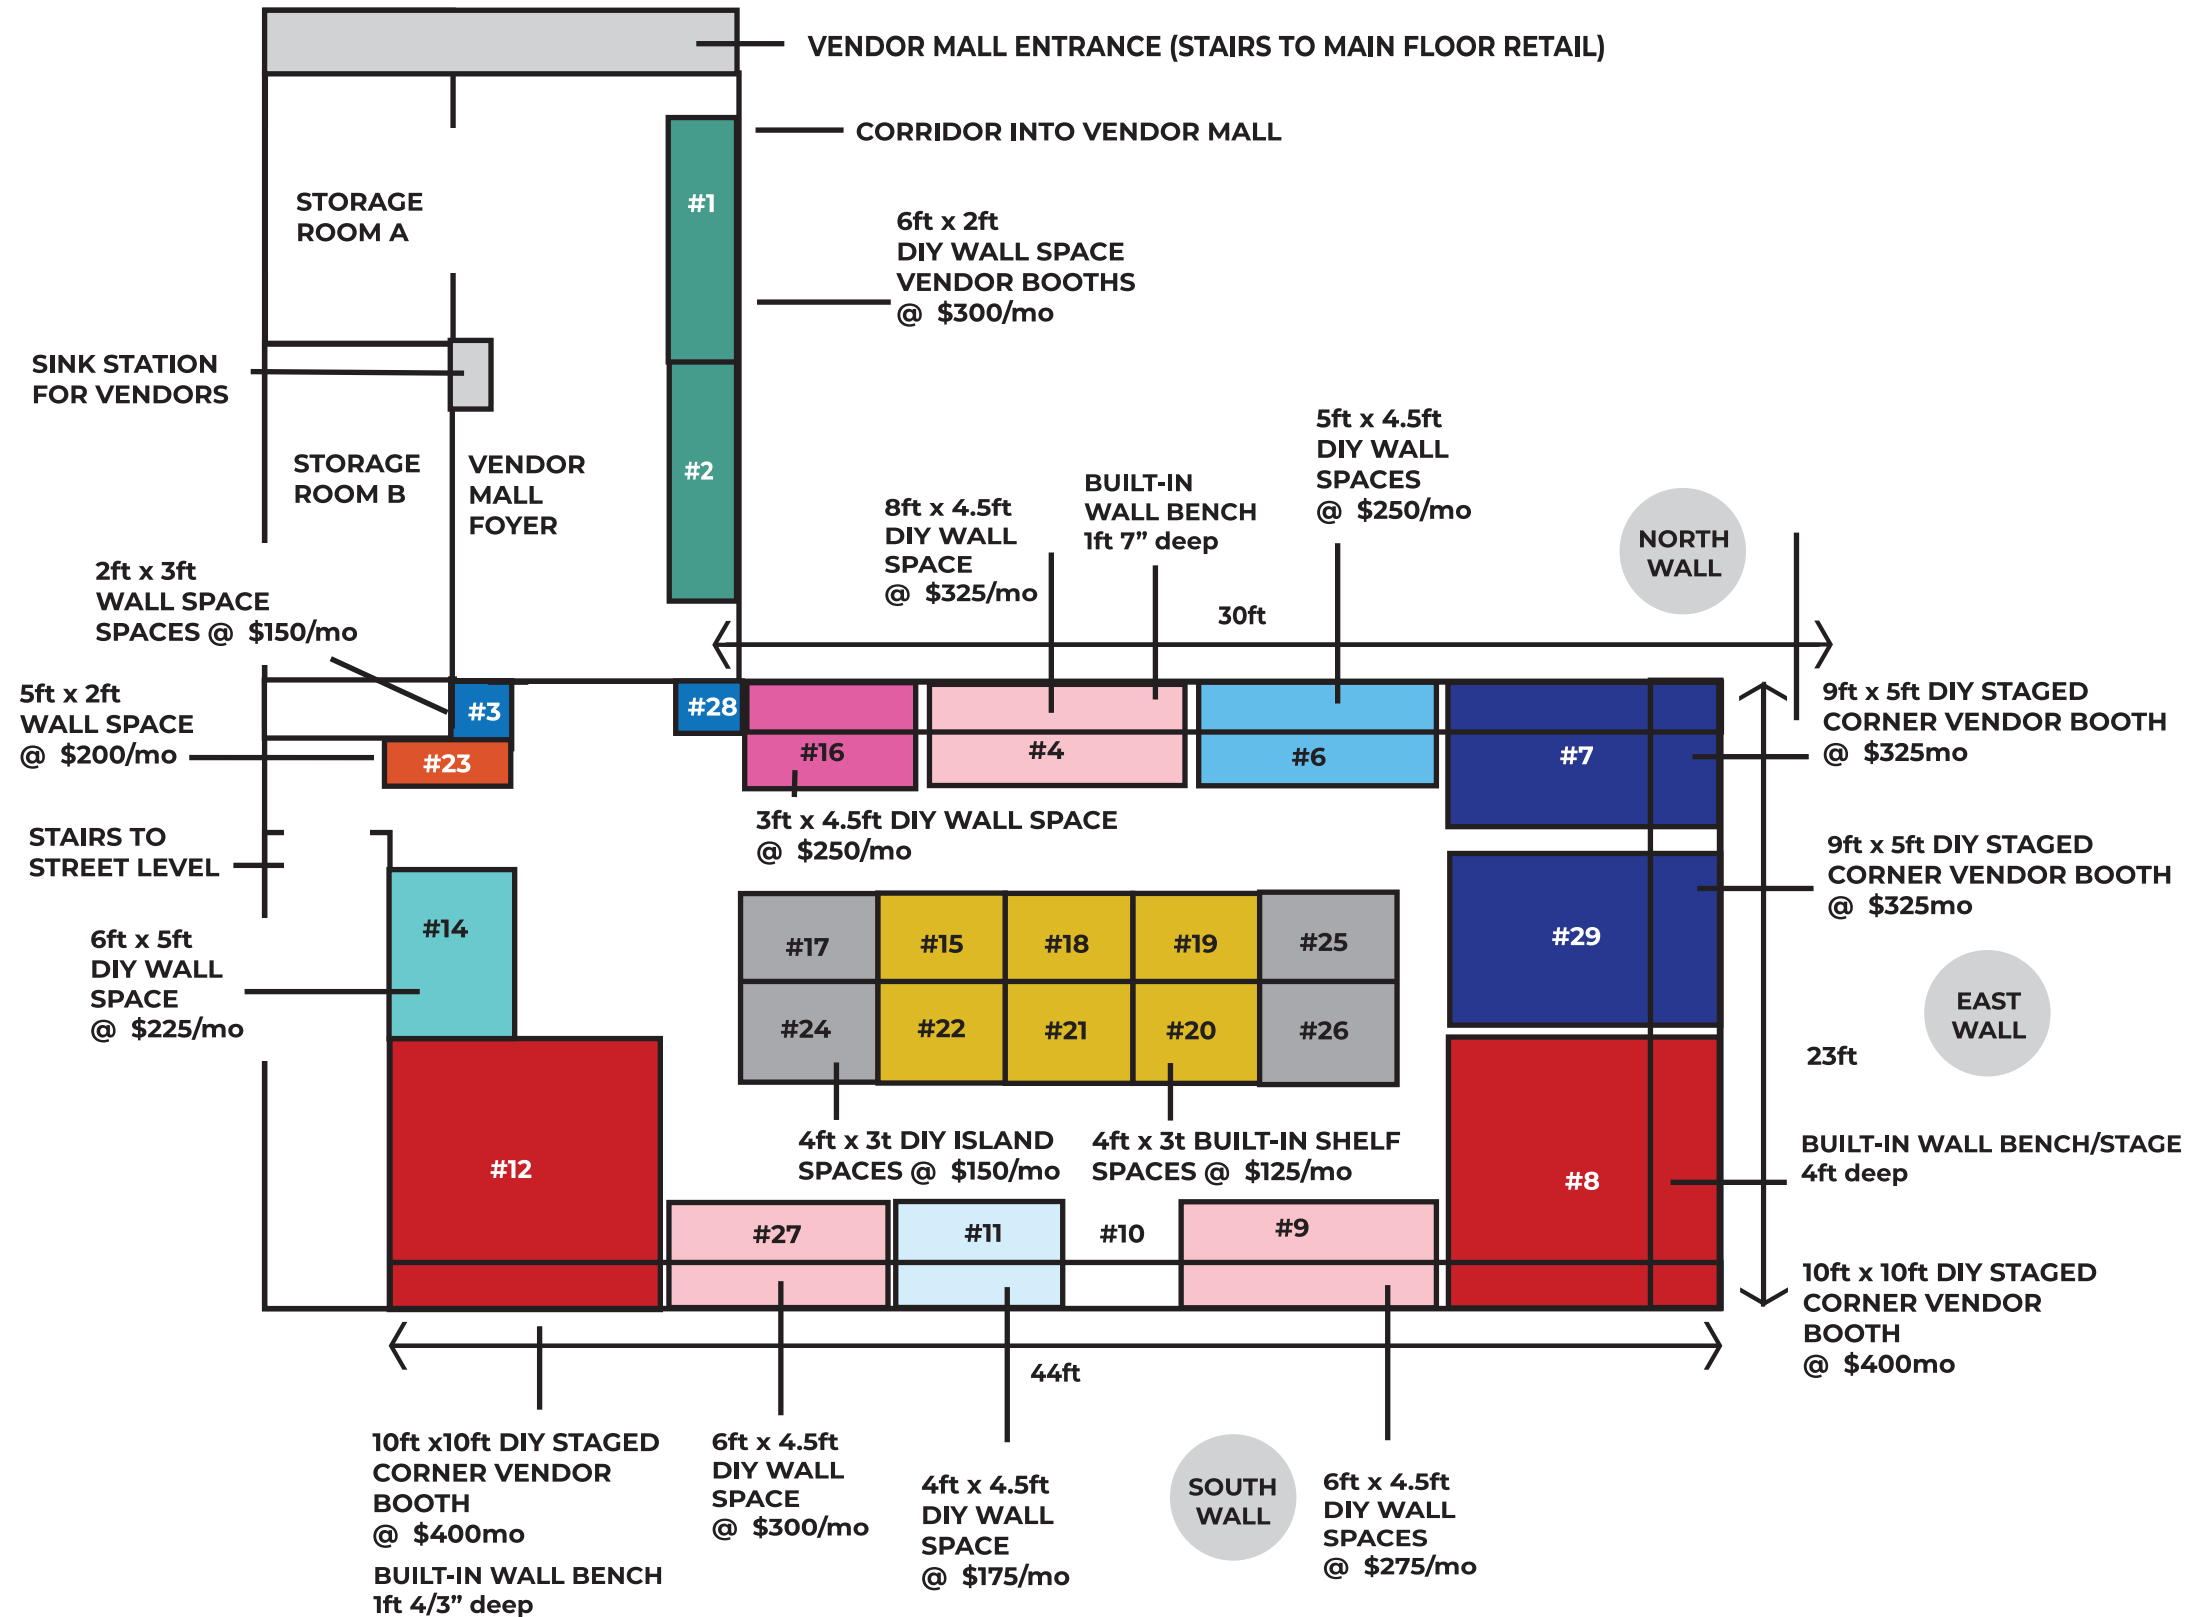 VENDOR MALL ENTRANCE (STAIRS TO MAIN FLOOR RETAIL)
CORRIDOR INTO VENDOR MALL
#1
STORAGE
ROOM A
6ft x 2ft
DIY WALL SPACE
VENDOR BOOTHS
@ $300/mo
SINK STATION
FOR VENDORS
#2
STORAGE
ROOM B
VENDOR
MALL
FOYER
8ft x 4.5ft
DIY WALL
SPACE
@ $325/mo
BUILT-IN
WALL BENCH
1ft 7” deep
5ft x 4.5ft
DIY WALL
SPACES
@ $250/mo
NORTH
WALL
2ft x 3ft
WALL SPACE
SPACES @ $150/mo
30ft
5ft x 2ft
WALL SPACE
@ $200/mo
#3
#28
#23
#16
#4
#6
#7
9ft x 5ft DIY STAGED
CORNER VENDOR BOOTH
@ $325mo
3ft x 4.5ft DIY WALL SPACE
@ $250/mo
STAIRS TO
STREET LEVEL
9ft x 5ft DIY STAGED
CORNER VENDOR BOOTH
@ $325mo
6ft x 5ft
DIY WALL
SPACE
@ $225/mo
#14
#17
#15
#18
#19
#25
#29
#24
#22
#21
#20
#26
EAST
WALL
23ft
4ft x 3t DIY ISLAND
SPACES @ $150/mo
4ft x 3t BUILT-IN SHELF
SPACES @ $125/mo
BUILT-IN WALL BENCH/STAGE
4ft deep
#12
#8
#27
#11
#10
#9
10ft x 10ft DIY STAGED
CORNER VENDOR
BOOTH
@ $400mo
44ft
10ft x10ft DIY STAGED
CORNER VENDOR
BOOTH
@ $400mo
BUILT-IN WALL BENCH
1ft 4/3” deep
6ft x 4.5ft
DIY WALL
SPACE
@ $300/mo
4ft x 4.5ft
DIY WALL
SPACE
@ $175/mo
SOUTH
WALL
6ft x 4.5ft
DIY WALL
SPACES
@ $275/mo